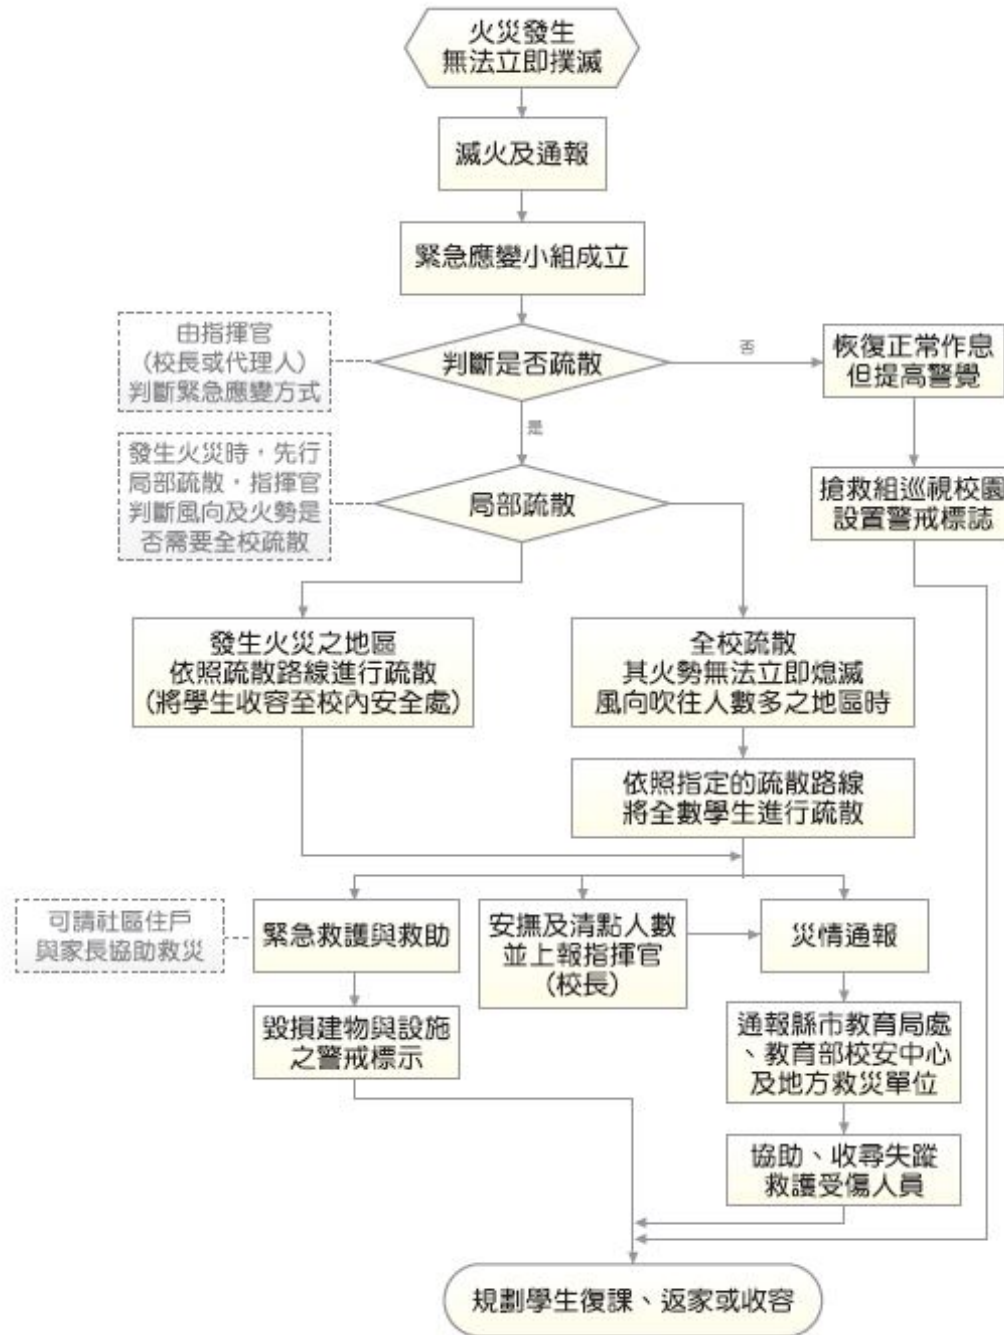 火災發生
無法立即撲滅
滅火及通報
緊急應變小組成立
由指揮官
(校長或代理人)
判斷緊急應變方式
判斷是否疏散
否
恢復正常作息
但提高警覺
是
發生火災時，先行
局部疏散，指揮官
判斷風向及火勢是
否需要全校疏散
局部疏散
搶救組巡視校園
設置警戒標誌
發生火災之地區
依照疏散路線進行疏散
(將學生收容至校內安全處)
全校疏散
其火勢無法立即熄滅
風向吹往人數多之地區時
依照指定的疏散路線
將全數學生進行疏散
可請社區住戶
與家長協助救災
緊急救護與救助
安撫及清點人數
並上報指揮官
(校長)
災情通報
毀損建物與設施
之警戒標示
通報縣市教育局處
、教育部校安中心
及地方救災單位
協助、收尋失蹤
救護受傷人員
規劃學生復課、返家或收容